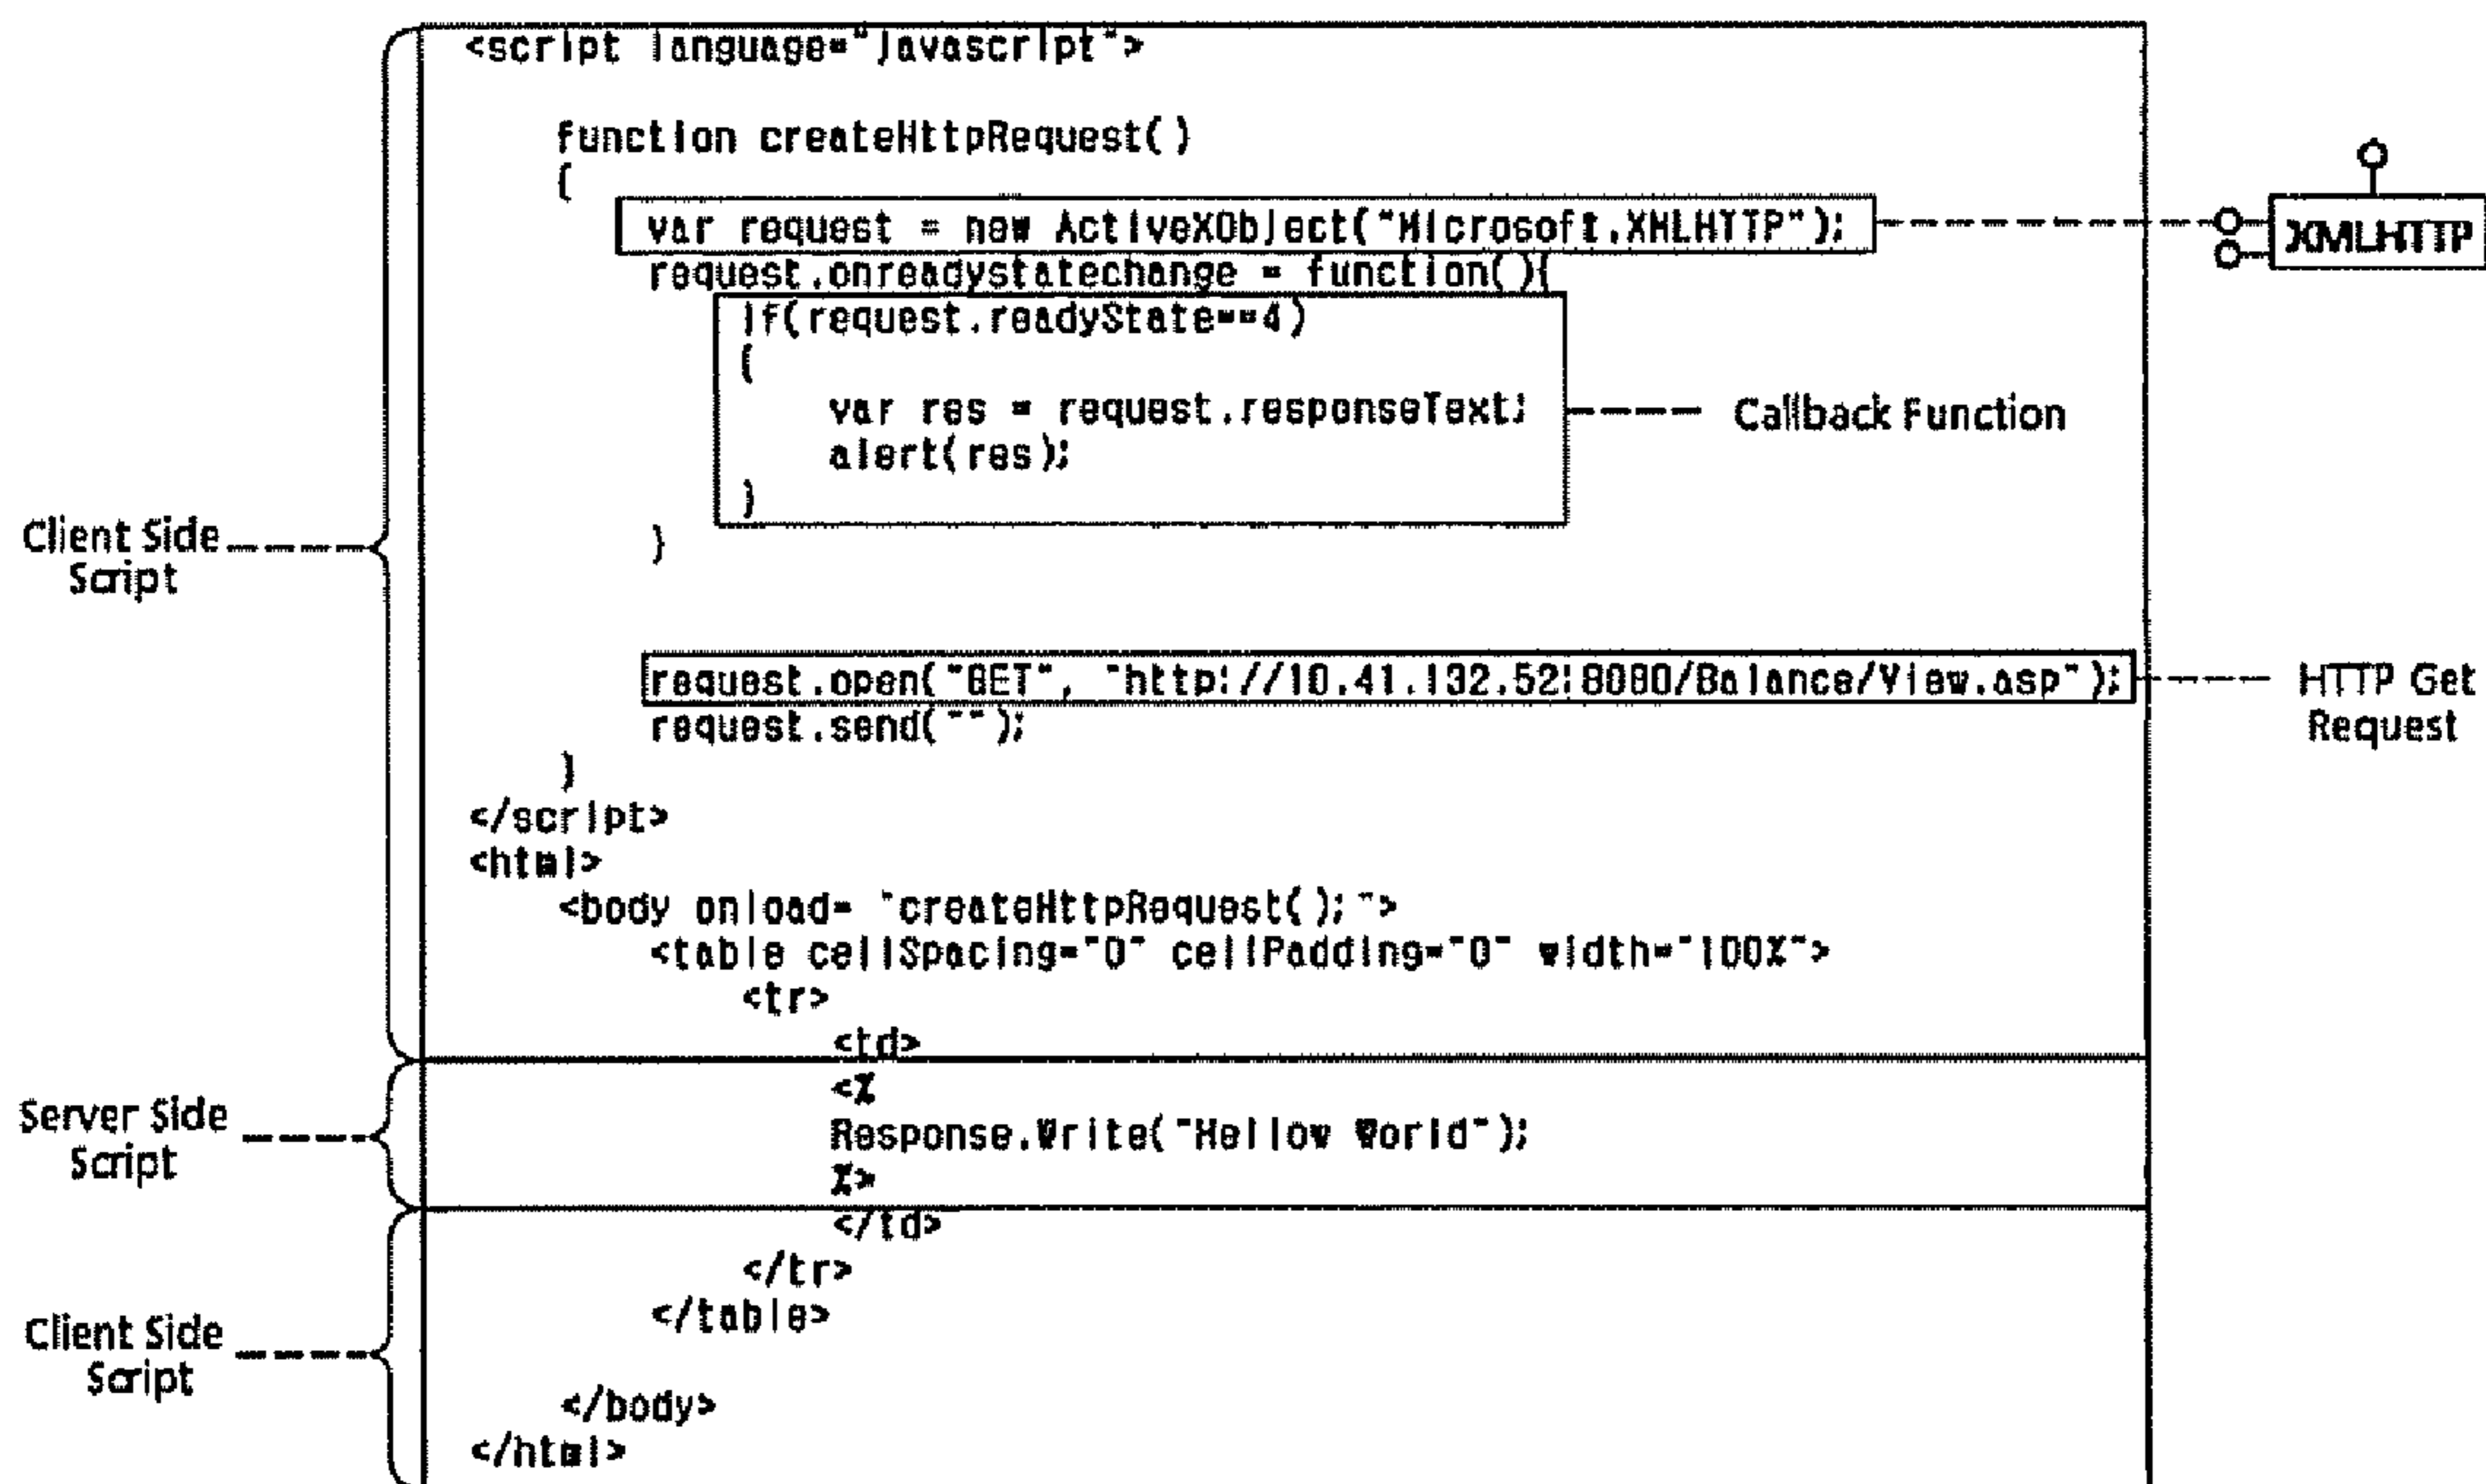 <script language="javascript">
function createHttpRequest()
{
var request = new ActiveXObject("Microsoft.XMLHTTP");
XMLHTTP
request.onreadystatechange = function(){
if(request.readyState==4)
{
var res = request.responseText;
Callback Function
alert(res);
}
Client Side
Script
}
request.open("GET", "http://10.41.132.52:8080/Balance/View.asp");
HTTP Get
Request
request.send("");
}
</script>
<html>
<body onload= "createHttpRequest();">
<table cellSpacing="0" cellPadding="0" width="100%">
<tr>
<td>
<%
Server Side
Script
Response.Write("Hellow World");
%>
</td>
</tr>
</table>
Client Side
Script
</body>
</html>